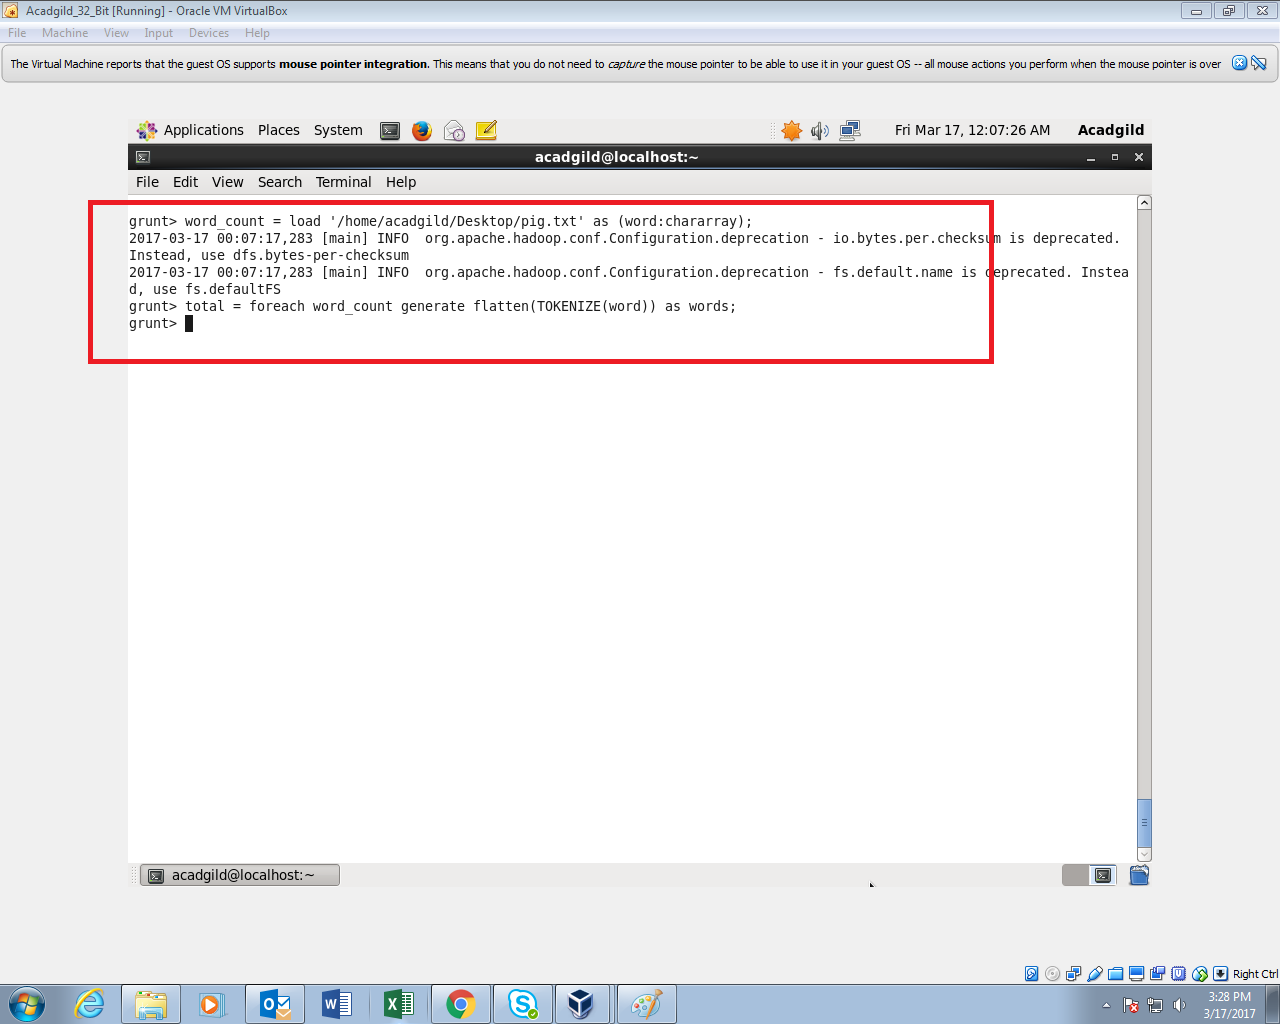 Acadgild_32_Bit [Running] - Oracle VM VirtualBox
File Machine View Input Devices Help
The Virtual Machine reports that the guest OS supports mouse pointer integration. This means that you do not need to capture the mouse pointer to be able to use it in your guest OS -- all mouse actions you perform when the mouse pointer is over
Applications Places System Fri Mar 17, 12:07:26 AM Acadgild
acadgild@localhost:~
File Edit View Search Terminal Help
grunt> word_count = load '/home/acadgild/Desktop/pig.txt' as (word:chararray);
2017-03-17 00:07:17,283 [main] INFO  org.apache.hadoop.conf.Configuration.deprecation - io.bytes.per.checksum is deprecated.
Instead, use dfs.bytes-per-checksum
2017-03-17 00:07:17,283 [main] INFO  org.apache.hadoop.conf.Configuration.deprecation - fs.default.name is deprecated. Instea
d, use fs.defaultFS
grunt> total = foreach word_count generate flatten(TOKENIZE(word)) as words;
grunt>
acadgild@localhost:~
Right Ctrl
3:28 PM
3/17/2017